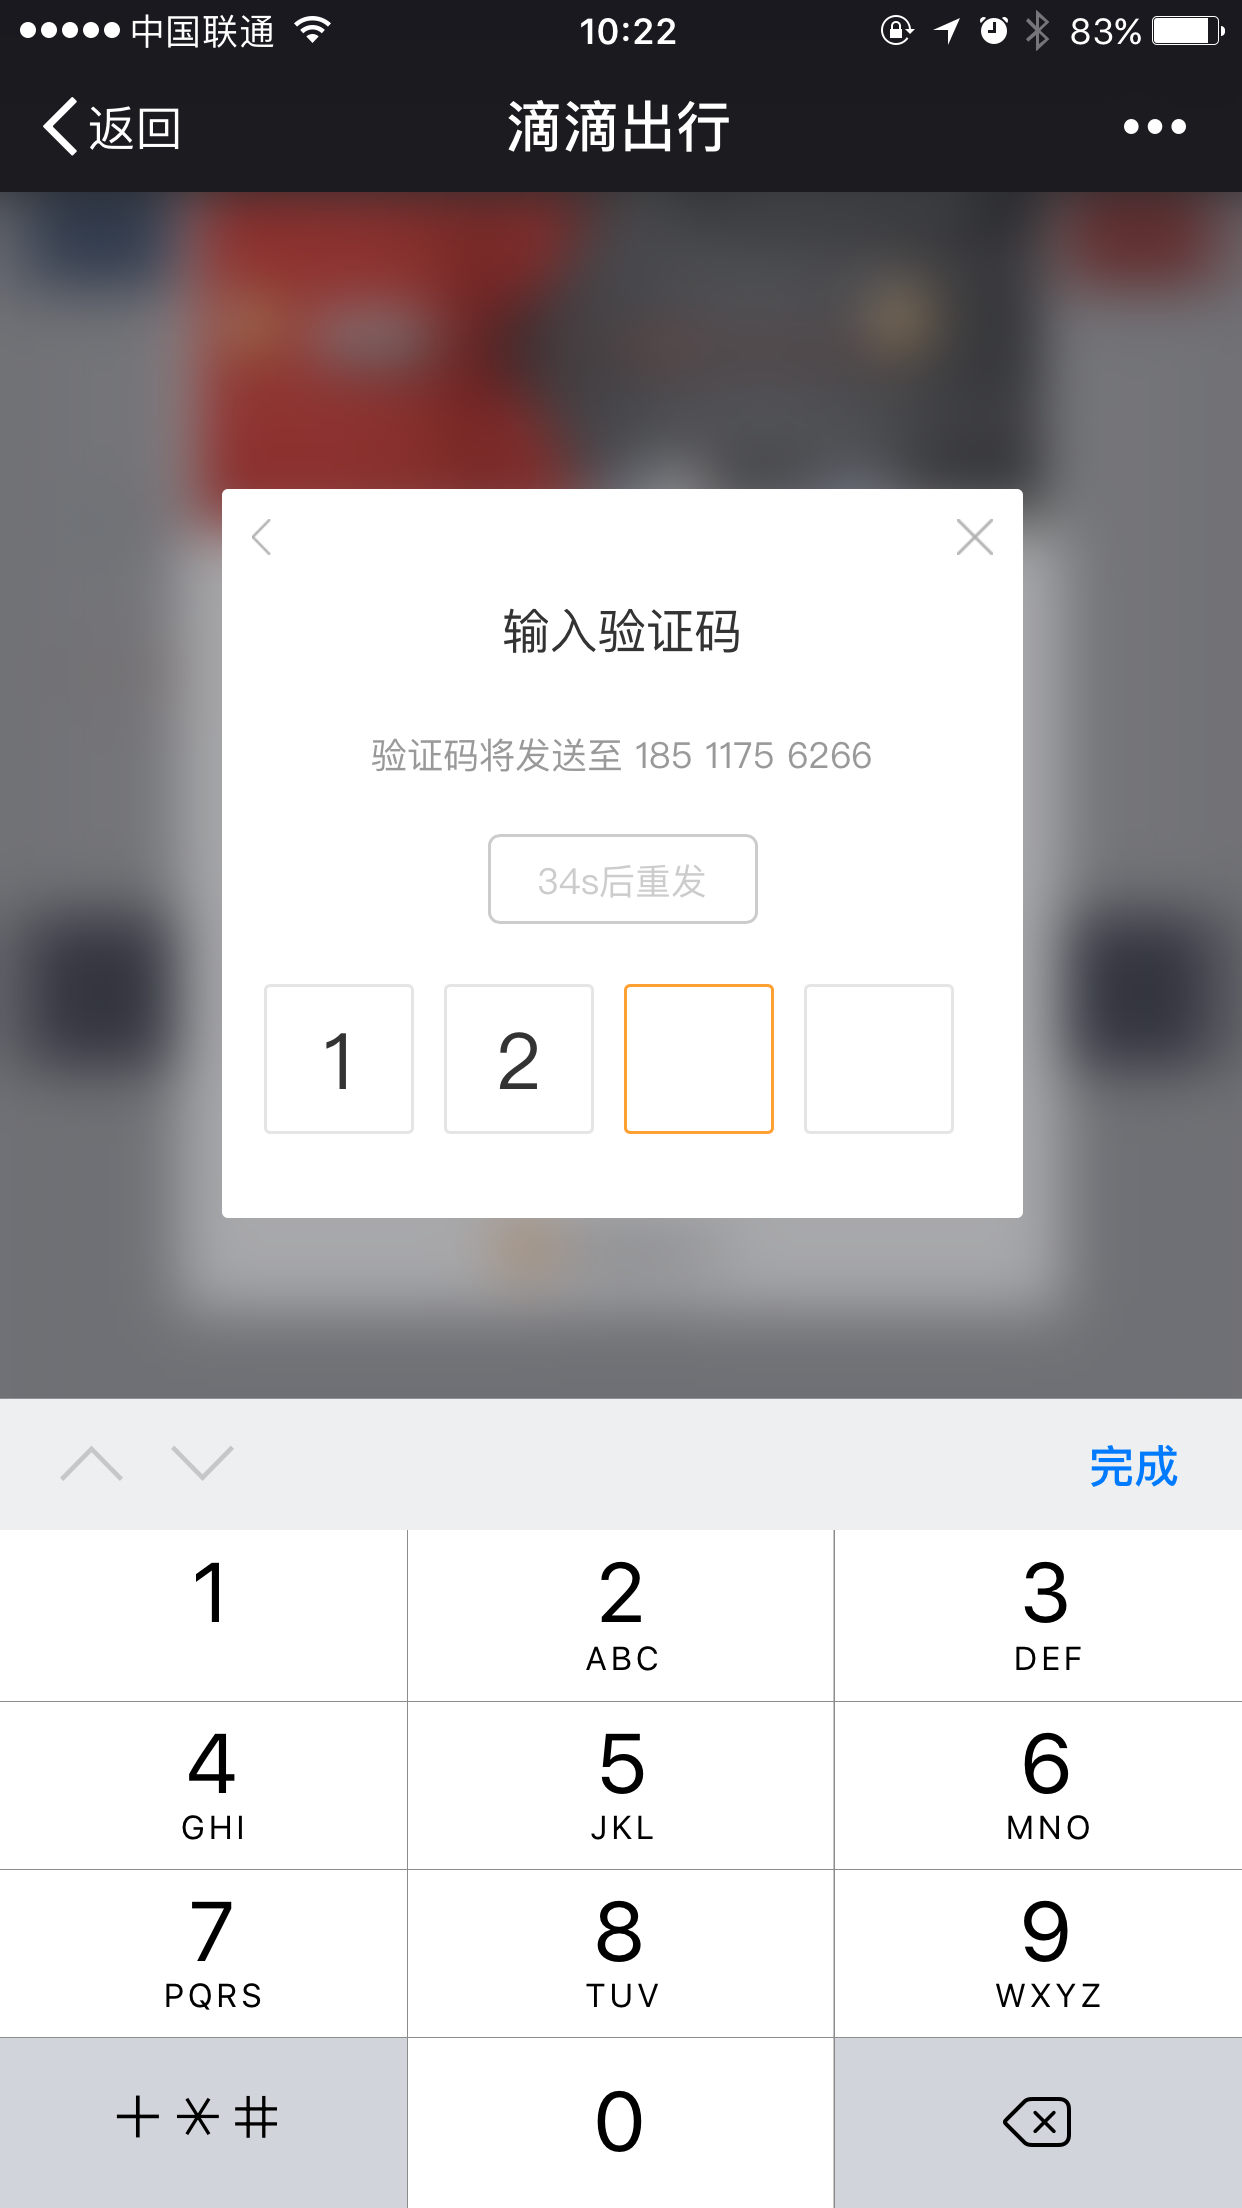 中国联通 10:22 83%
返回 滴滴出行
输入验证码
验证码将发送至 185 1175 6266
34s后重发
1 2
完成
1 2 3
ABC DEF
4 5 6
GHI JKL MNO
7 8 9
PQRS TUV WXYZ
+*# 0